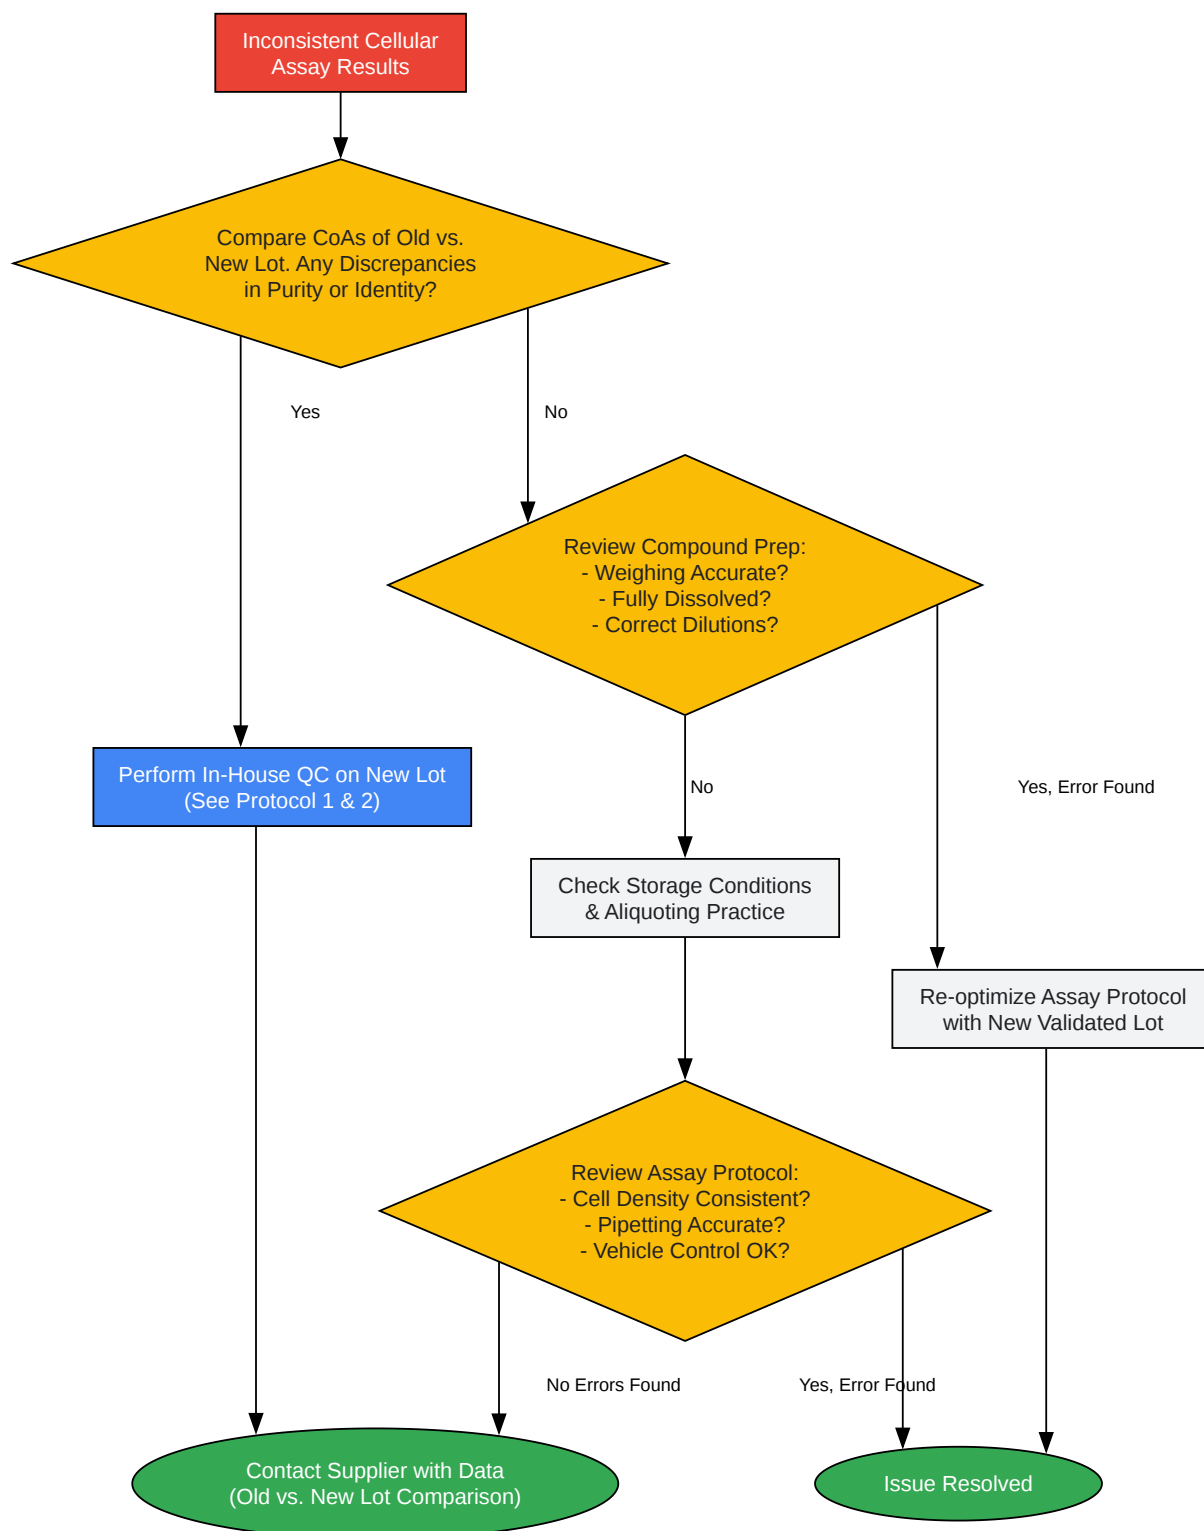 Inconsistent Cellular
Assay Results
Compare CoAs of Old vs.
New Lot. Any Discrepancies
in Purity or Identity?
Yes
No
Review Compound Prep:
- Weighing Accurate?
- Fully Dissolved?
- Correct Dilutions?
Perform In-House QC on New Lot
(See Protocol 1 & 2)
No
Yes, Error Found
Check Storage Conditions
& Aliquoting Practice
Re-optimize Assay Protocol
with New Validated Lot
Review Assay Protocol:
- Cell Density Consistent?
- Pipetting Accurate?
- Vehicle Control OK?
No Errors Found
Yes, Error Found
Contact Supplier with Data
(Old vs. New Lot Comparison)
Issue Resolved